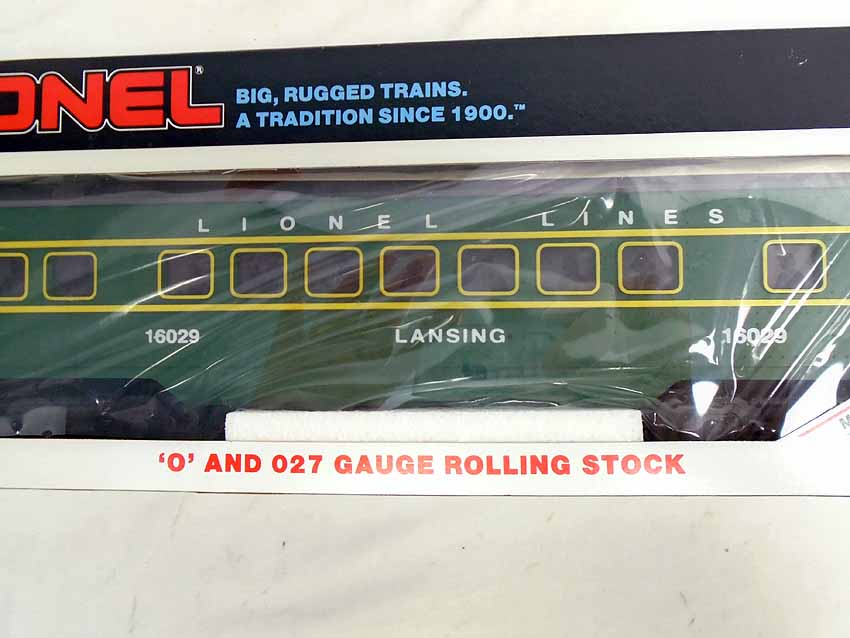 ONEL®
BIG, RUGGED TRAINS.
A TRADITION SINCE 1900.™
LIONEL LINES
16029 LANSING 16029
'O' AND 027 GAUGE ROLLING STOCK